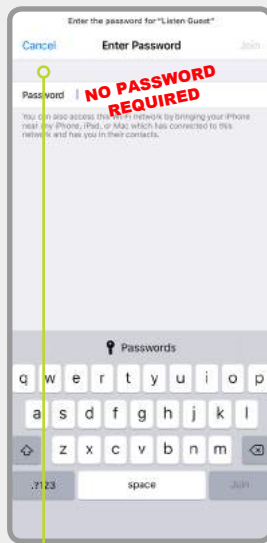 Enter the password for "Listen Guest"
Cancel Enter Password Join
Password
NO PASSWORD
REQUIRED
You can also access this Wi-Fi network by bringing your iPhone
near any iPhone, iPad, or Mac which has connected to this
network and has you in their contacts.
Passwords
q w e r t y u i o p
a s d f g h j k l
z x c v b n m
.?123 space Join